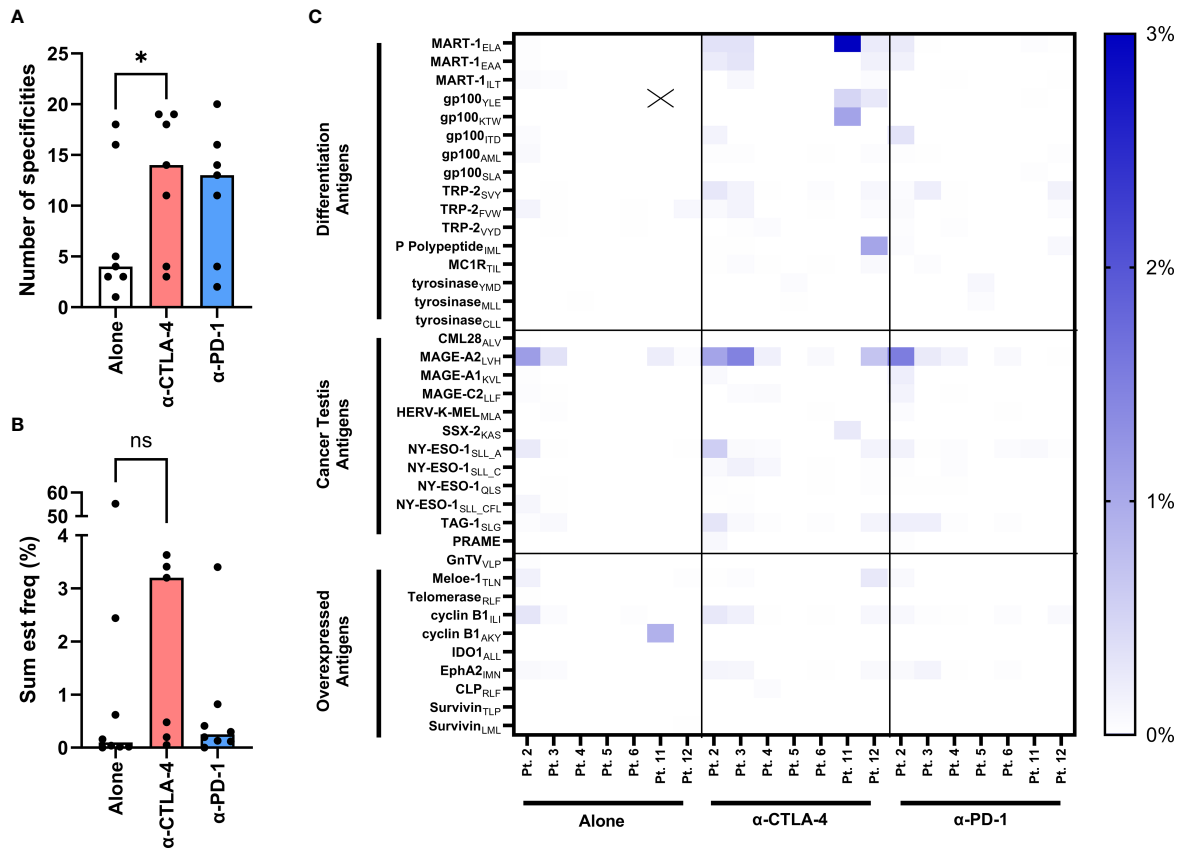 A
Number of specificities
25
20
15
10
5
0
*
Alone
α-CTLA-4
α-PD-1
B
Sum est freq (%)
60
50
4
3
2
1
0
ns
Alone
α-CTLA-4
α-PD-1
C
Differentiation
Antigens
Cancer Testis
Antigens
Overexpressed
Antigens
MART-1ELA
MART-1EAA
MART-1ILT
gp100YLE
gp100KTW
gp100ITD
gp100AML
gp100SLA
TRP-2SVY
TRP-2FVW
TRP-2VYD
P PolypeptideIML
MC1RTIL
tyrosinaseYMD
tyrosinaseMLL
tyrosinaseCLL
CML28ALV
MAGE-A2LVH
MAGE-A1KVL
MAGE-C2LLF
HERV-K-MELMLA
SSX-2KAS
NY-ESO-1SLL_A
NY-ESO-1SLL_C
NY-ESO-1QLS
NY-ESO-1SLL_CFL
TAG-1SLG
PRAME
GnTVVLP
Meloe-1TLN
TelomeraseRLF
cyclin B1ILI
cyclin B1AKY
IDO1ALL
EphA2IMN
CLPRLF
SurvivinTLP
SurvivinLML
Pt. 2
Pt. 3
Pt. 4
Pt. 5
Pt. 6
Pt. 11
Pt. 12
Pt. 2
Pt. 3
Pt. 4
Pt. 5
Pt. 6
Pt. 11
Pt. 12
Pt. 2
Pt. 3
Pt. 4
Pt. 5
Pt. 6
Pt. 11
Pt. 12
Alone
α-CTLA-4
α-PD-1
3%
2%
1%
0%